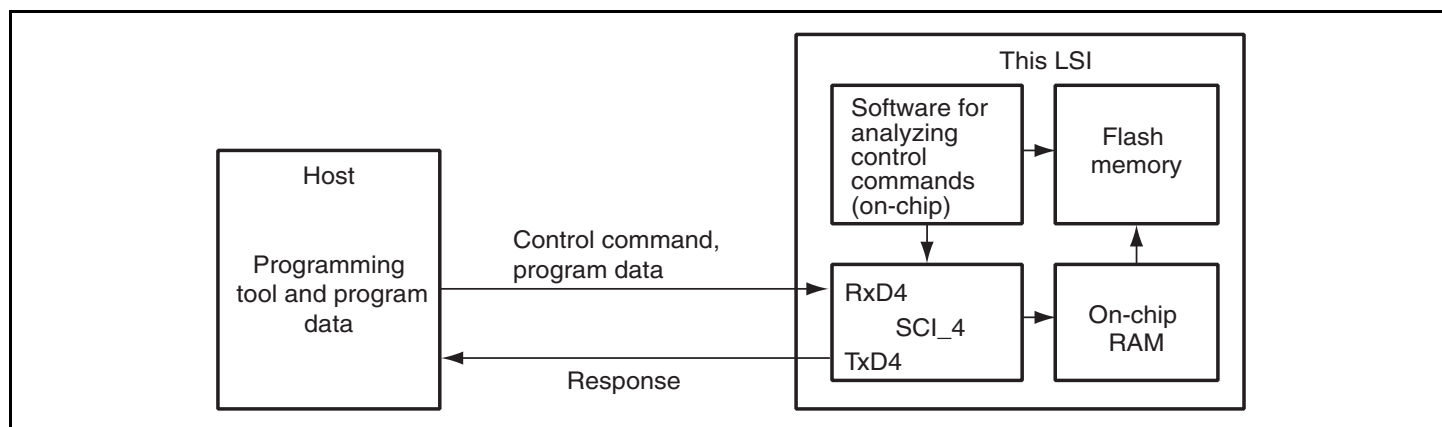 Host
Programming
tool and program
data
Control command,
program data
Response
This LSI
Software for
analyzing
control
commands
(on-chip)
Flash
memory
RxD4
SCI_4
TxD4
On-chip
RAM